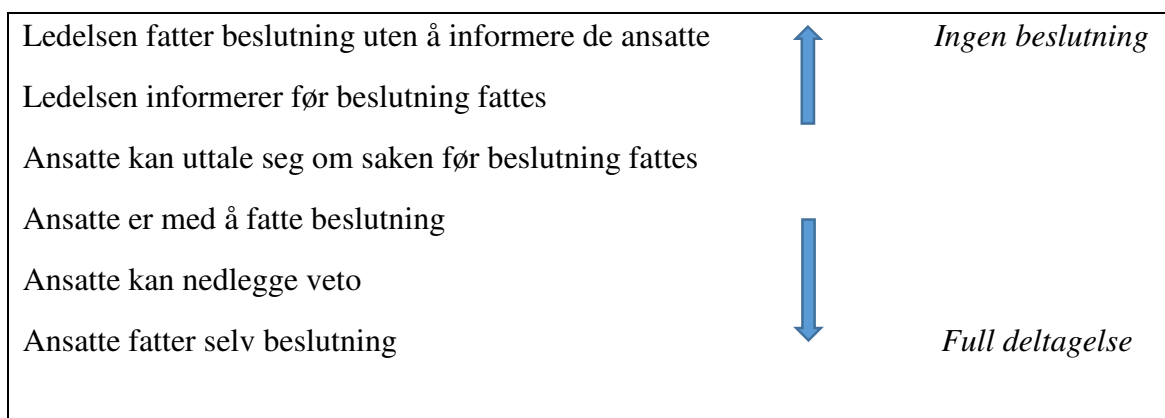 Ledelsen fatter beslutning uten å informere de ansatte Ingen beslutning
Ledelsen informerer før beslutning fattes
Ansatte kan uttale seg om saken før beslutning fattes
Ansatte er med å fatte beslutning
Ansatte kan nedlegge veto
Ansatte fatter selv beslutning Full deltagelse